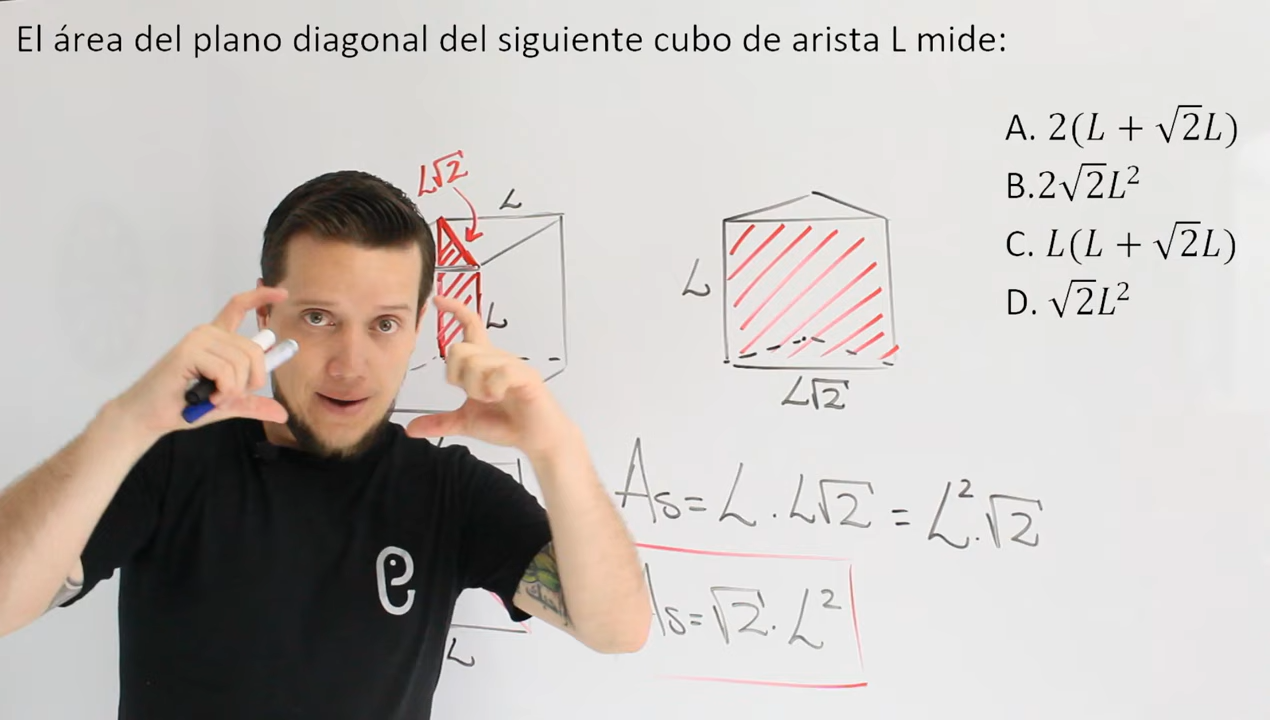 El área del plano diagonal del siguiente cubo de arista L mide:
A. 2(L + √2L)
B.2√2L²
C. L(L + √2L)
D. √2L²
L√2
L
L
L
L√2
As = L . L√2 = L² . √2
As = √2 . L²
L
e